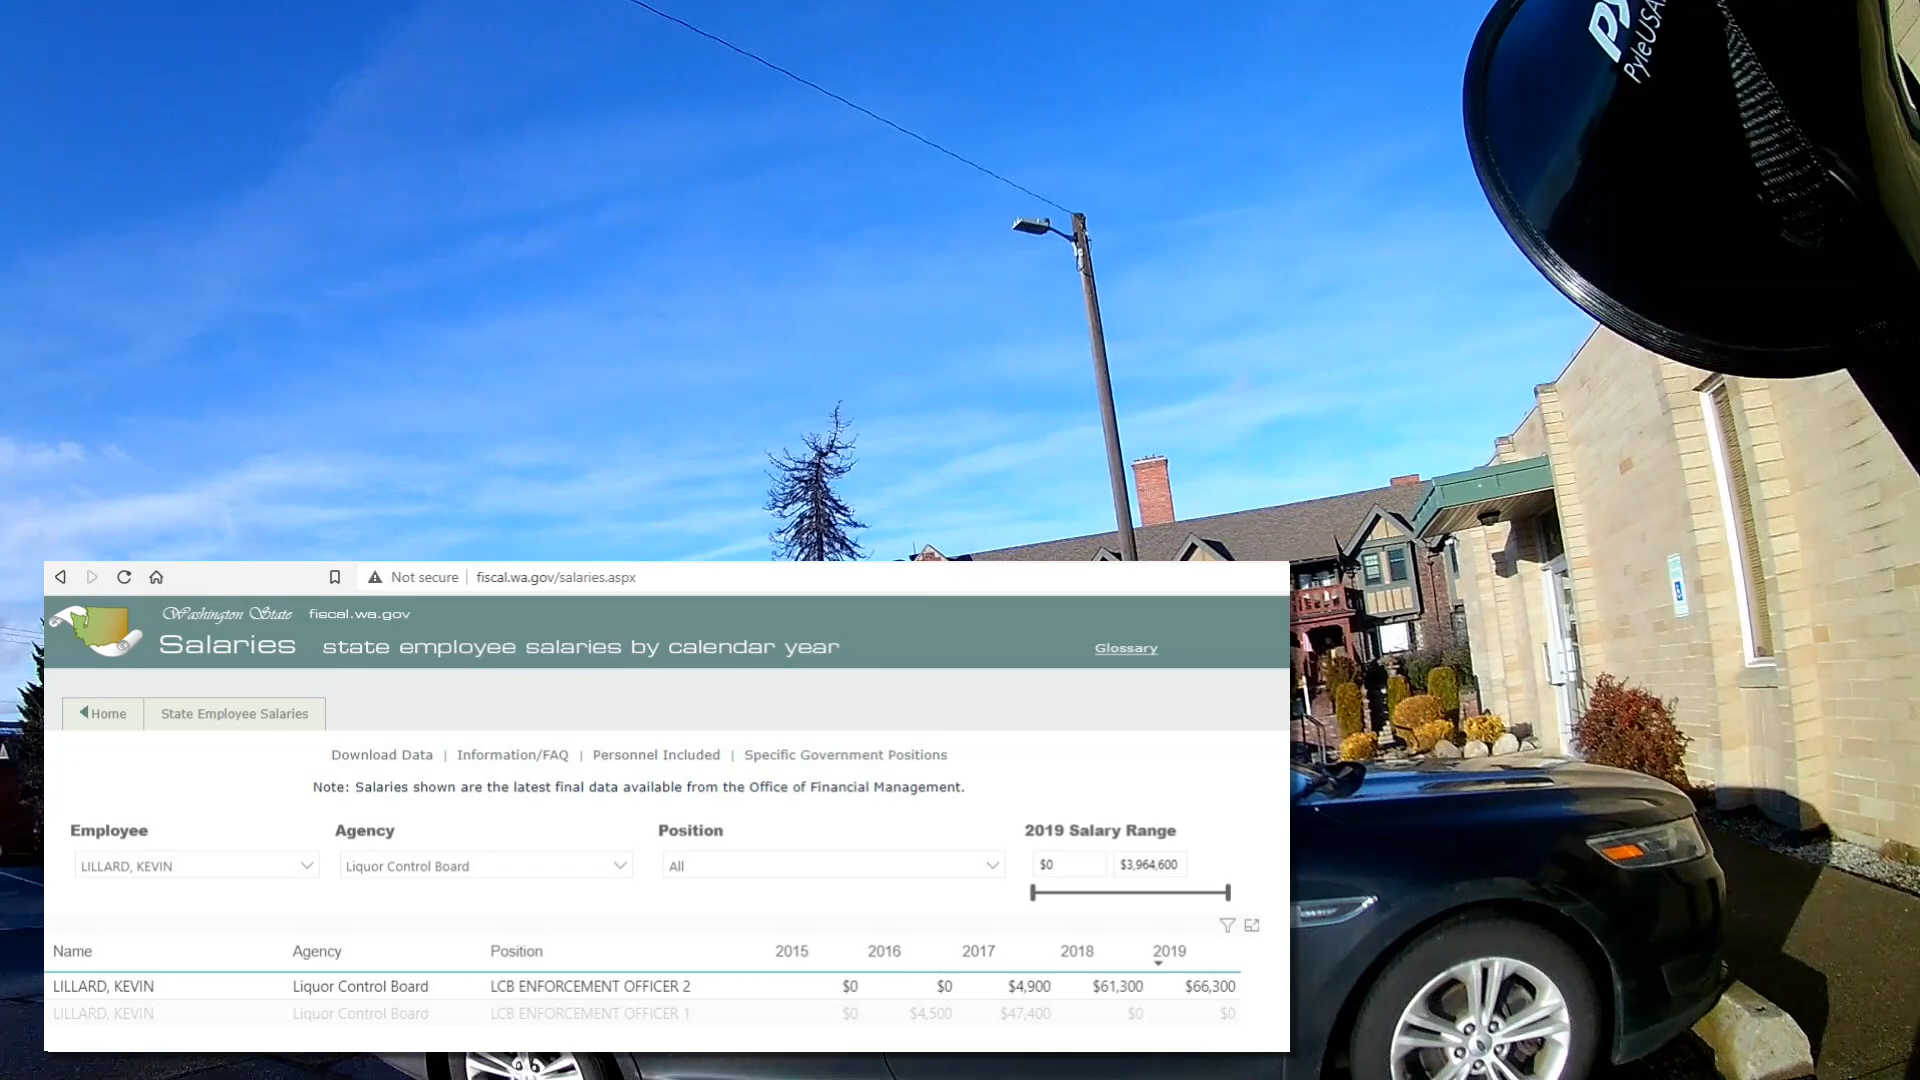 PyleUSA
Not secure | fiscal.wa.gov/salaries.aspx
Washington State fiscal.wa.gov
Salaries state employee salaries by calendar year
Glossary
Home State Employee Salaries
Download Data | Information/FAQ | Personnel Included | Specific Government Positions
Note: Salaries shown are the latest final data available from the Office of Financial Management.
Employee Agency Position 2019 Salary Range
LILLARD, KEVIN Liquor Control Board All $0 $3,964,600
Name Agency Position 2015 2016 2017 2018 2019
LILLARD, KEVIN Liquor Control Board LCB ENFORCEMENT OFFICER 2 $0 $0 $4,900 $61,300 $66,300
LILLARD, KEVIN Liquor Control Board LCB ENFORCEMENT OFFICER 1 $0 $4,500 $47,400 $0 $0